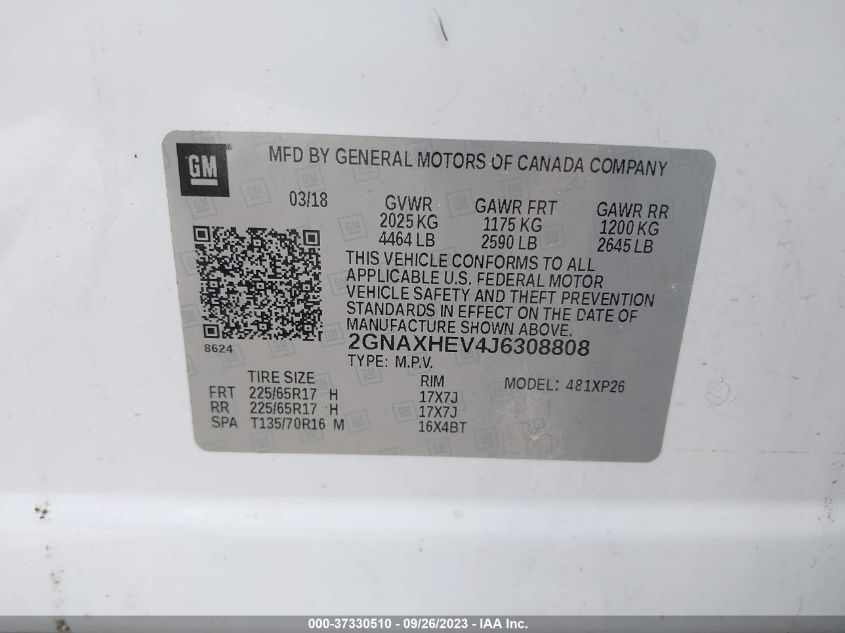 GM
MFD BY GENERAL MOTORS OF CANADA COMPANY
03/18
GVWR GAWR FRT GAWR RR
2025 KG 1175 KG 1200 KG
4464 LB 2590 LB 2645 LB
THIS VEHICLE CONFORMS TO ALL
APPLICABLE U.S. FEDERAL MOTOR
VEHICLE SAFETY AND THEFT PREVENTION
STANDARDS IN EFFECT ON THE DATE OF
MANUFACTURE SHOWN ABOVE.
8624
2GNAXHEV4J6308808
TYPE: M.P.V.
TIRE SIZE RIM MODEL: 481XP26
FRT 225/65R17 H 17X7J
RR 225/65R17 H 17X7J
SPA T135/70R16 M 16X4BT
000-37330510 - 09/26/2023 - IAA Inc.